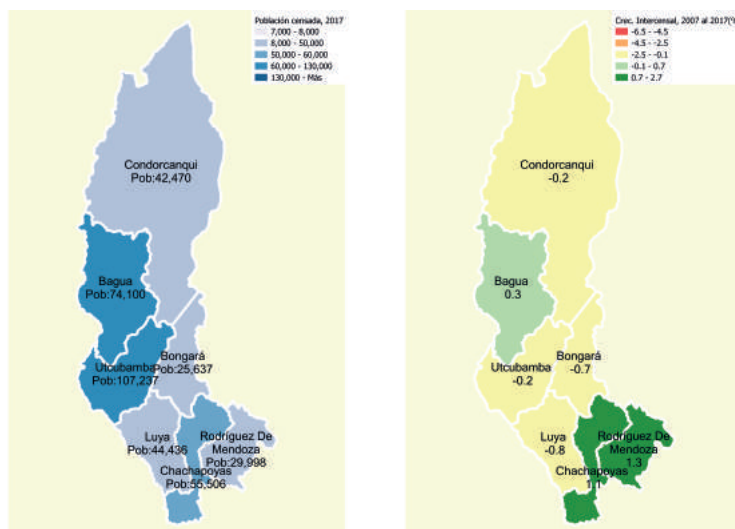 Población censada, 2017
7,000 - 8,000
8,000 - 50,000
50,000 - 60,000
60,000 - 130,000
130,000 - Más
Condorcanqui
Pob:42,470
Bagua
Pob:74,100
Utcubamba
Pob:107,237
Bongará
Pob:25,637
Luya
Pob:44,436
Rodríguez De
Mendoza
Pob:29,998
Chachapoyas
Pob:55,506
Crec. Intercensal, 2007 al 2017(%)
-6.5 - -4.5
-4.5 - -2.5
-2.5 - -0.1
-0.1 - 0.7
0.7 - 2.7
Condorcanqui
-0.2
Bagua
0.3
Utcubamba
-0.2
Bongará
-0.7
Luya
-0.8
Rodríguez De
Mendoza
1.3
Chachapoyas
1.1